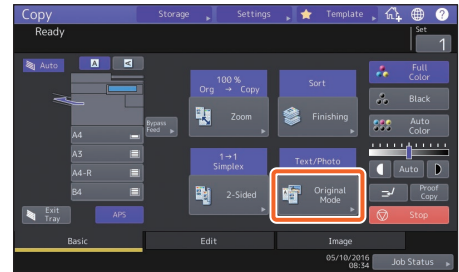 Copy
Storage
Settings
Template
Ready
Set
1
Auto
A
A
100 %
Org → Copy
Zoom
Sort
Finishing
Full
Color
Black
Auto
Color
A4
Bypass
Feed
A3
A4-R
B4
1→1
Simplex
2-Sided
Text/Photo
Original
Mode
Auto
Proof
Copy
Exit
Tray
APS
Stop
Basic
Edit
Image
05/10/2016
08:34
Job Status